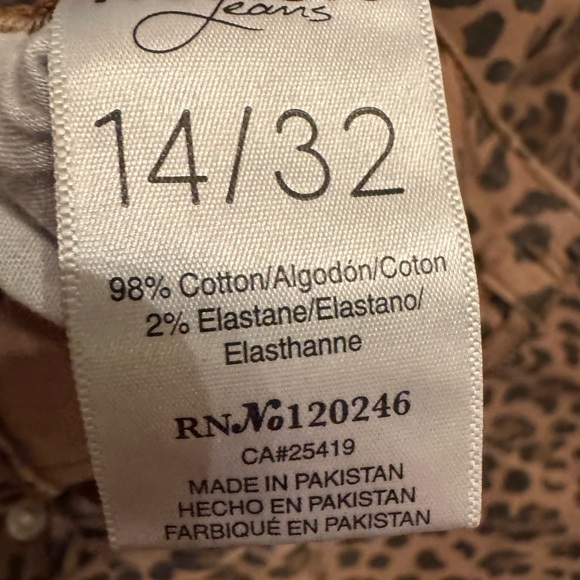 Jeans
14/32
98% Cotton/Algodón/Coton
2% Elastane/Elastano/
Elasthanne
RN№120246
CA#25419
MADE IN PAKISTAN
HECHO EN PAKISTAN
FARBIQUÉ EN PAKISTAN